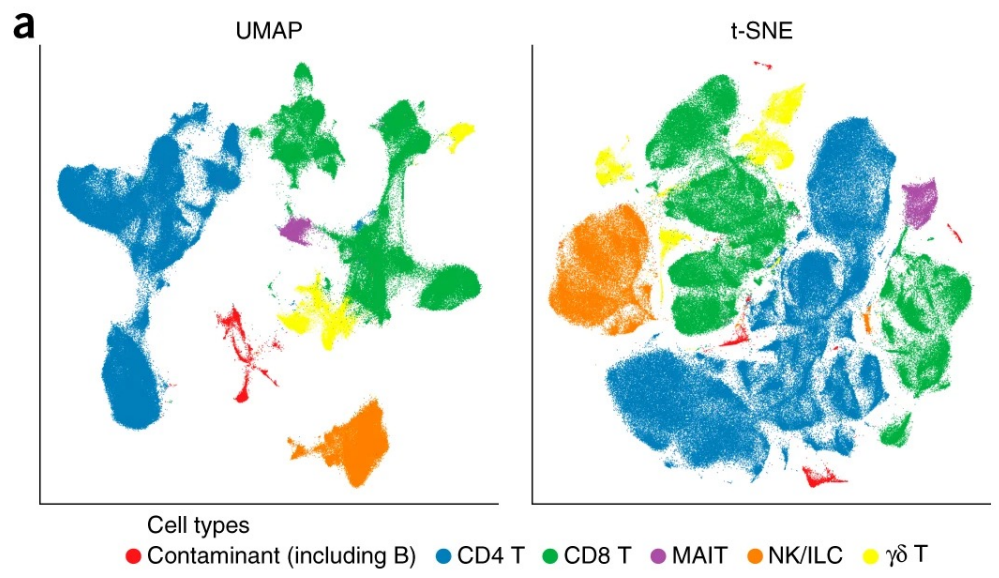 a
UMAP
t-SNE
Cell types
Contaminant (including B)
CD4 T
CD8 T
MAIT
NK/ILC
γδ T